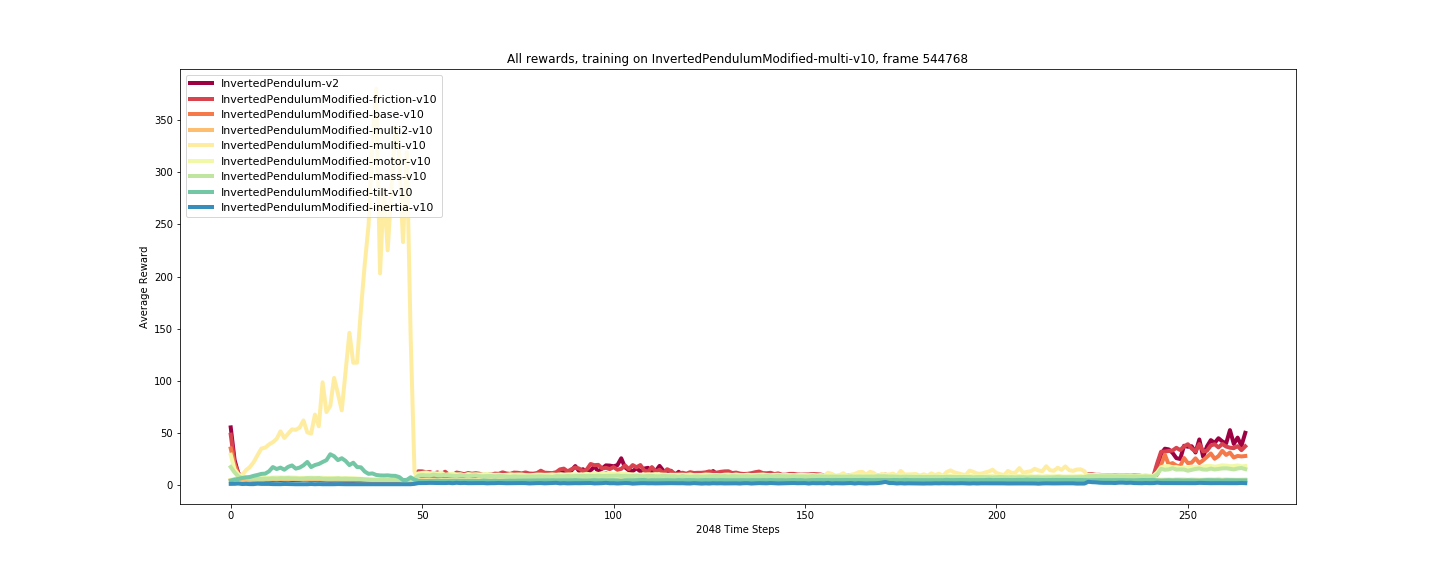 All rewards, training on InvertedPendulumModified-multi-v10, frame 544768
InvertedPendulum-v2
InvertedPendulumModified-friction-v10
InvertedPendulumModified-base-v10
InvertedPendulumModified-multi2-v10
InvertedPendulumModified-multi-v10
InvertedPendulumModified-motor-v10
InvertedPendulumModified-mass-v10
InvertedPendulumModified-tilt-v10
InvertedPendulumModified-inertia-v10
350
300
250
200
150
100
50
0
Average Reward
0 50 100 150 200 250
2048 Time Steps